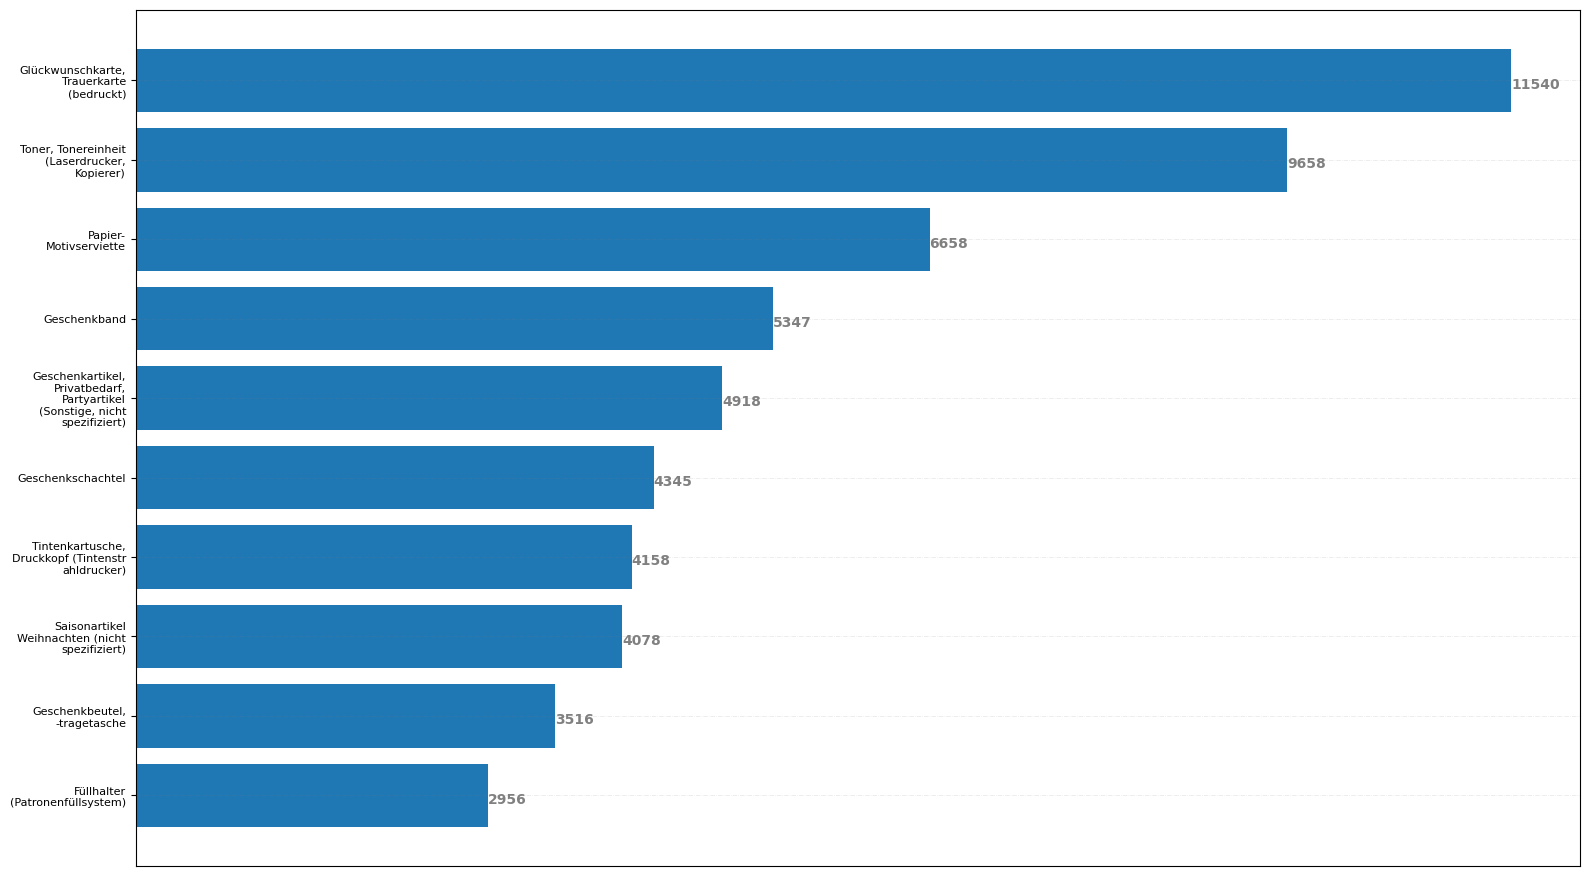 Glückwunschkarte,
Trauerkarte
(bedruckt)
11540
Toner, Tonereinheit
(Laserdrucker,
Kopierer)
9658
Papier-
Motivserviette
6658
Geschenkband
5347
Geschenkartikel,
Privatbedarf,
Partyartikel
(Sonstige, nicht
spezifiziert)
4918
Geschenkschachtel
4345
Tintenkartusche,
Druckkopf (Tintenstr
ahldrucker)
4158
Saisonartikel
Weihnachten (nicht
spezifiziert)
4078
Geschenkbeutel,
-tragetasche
3516
Füllhalter
(Patronenfüllsystem)
2956